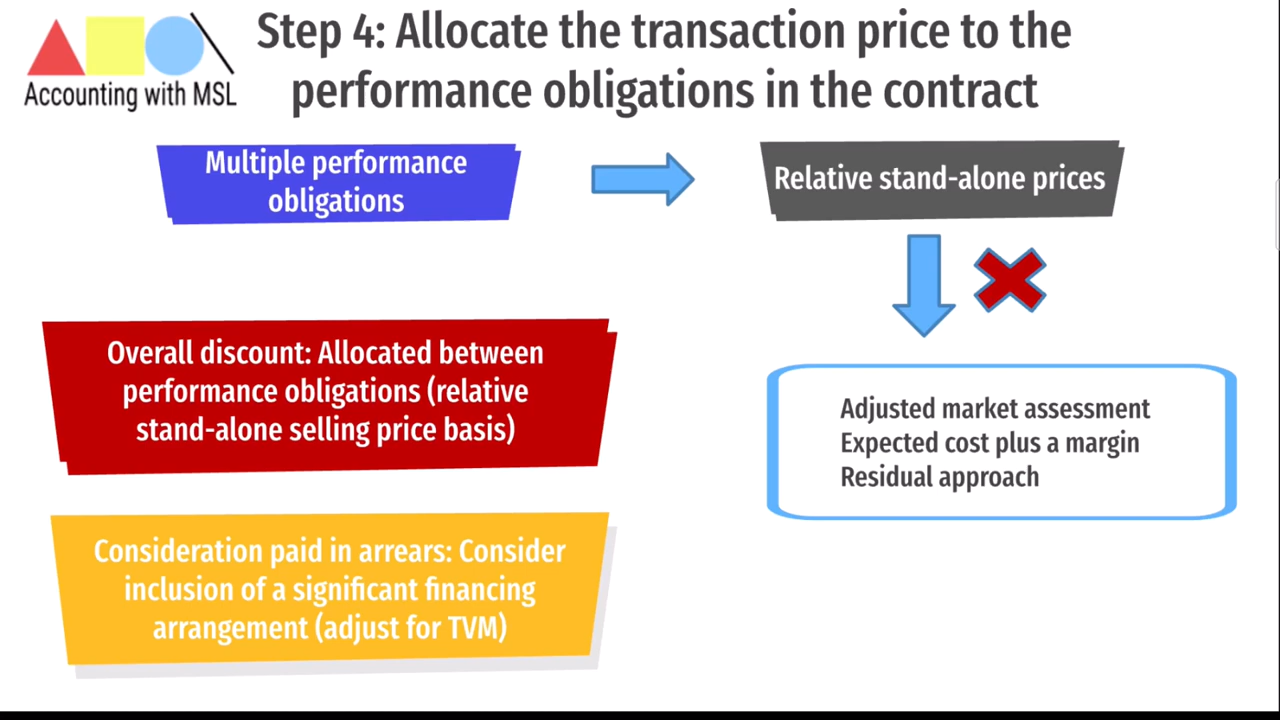 Accounting with MSL
Step 4: Allocate the transaction price to the
performance obligations in the contract
Multiple performance
obligations
Relative stand-alone prices
Overall discount: Allocated between
performance obligations (relative
stand-alone selling price basis)
Adjusted market assessment
Expected cost plus a margin
Residual approach
Consideration paid in arrears: Consider
inclusion of a significant financing
arrangement (adjust for TVM)